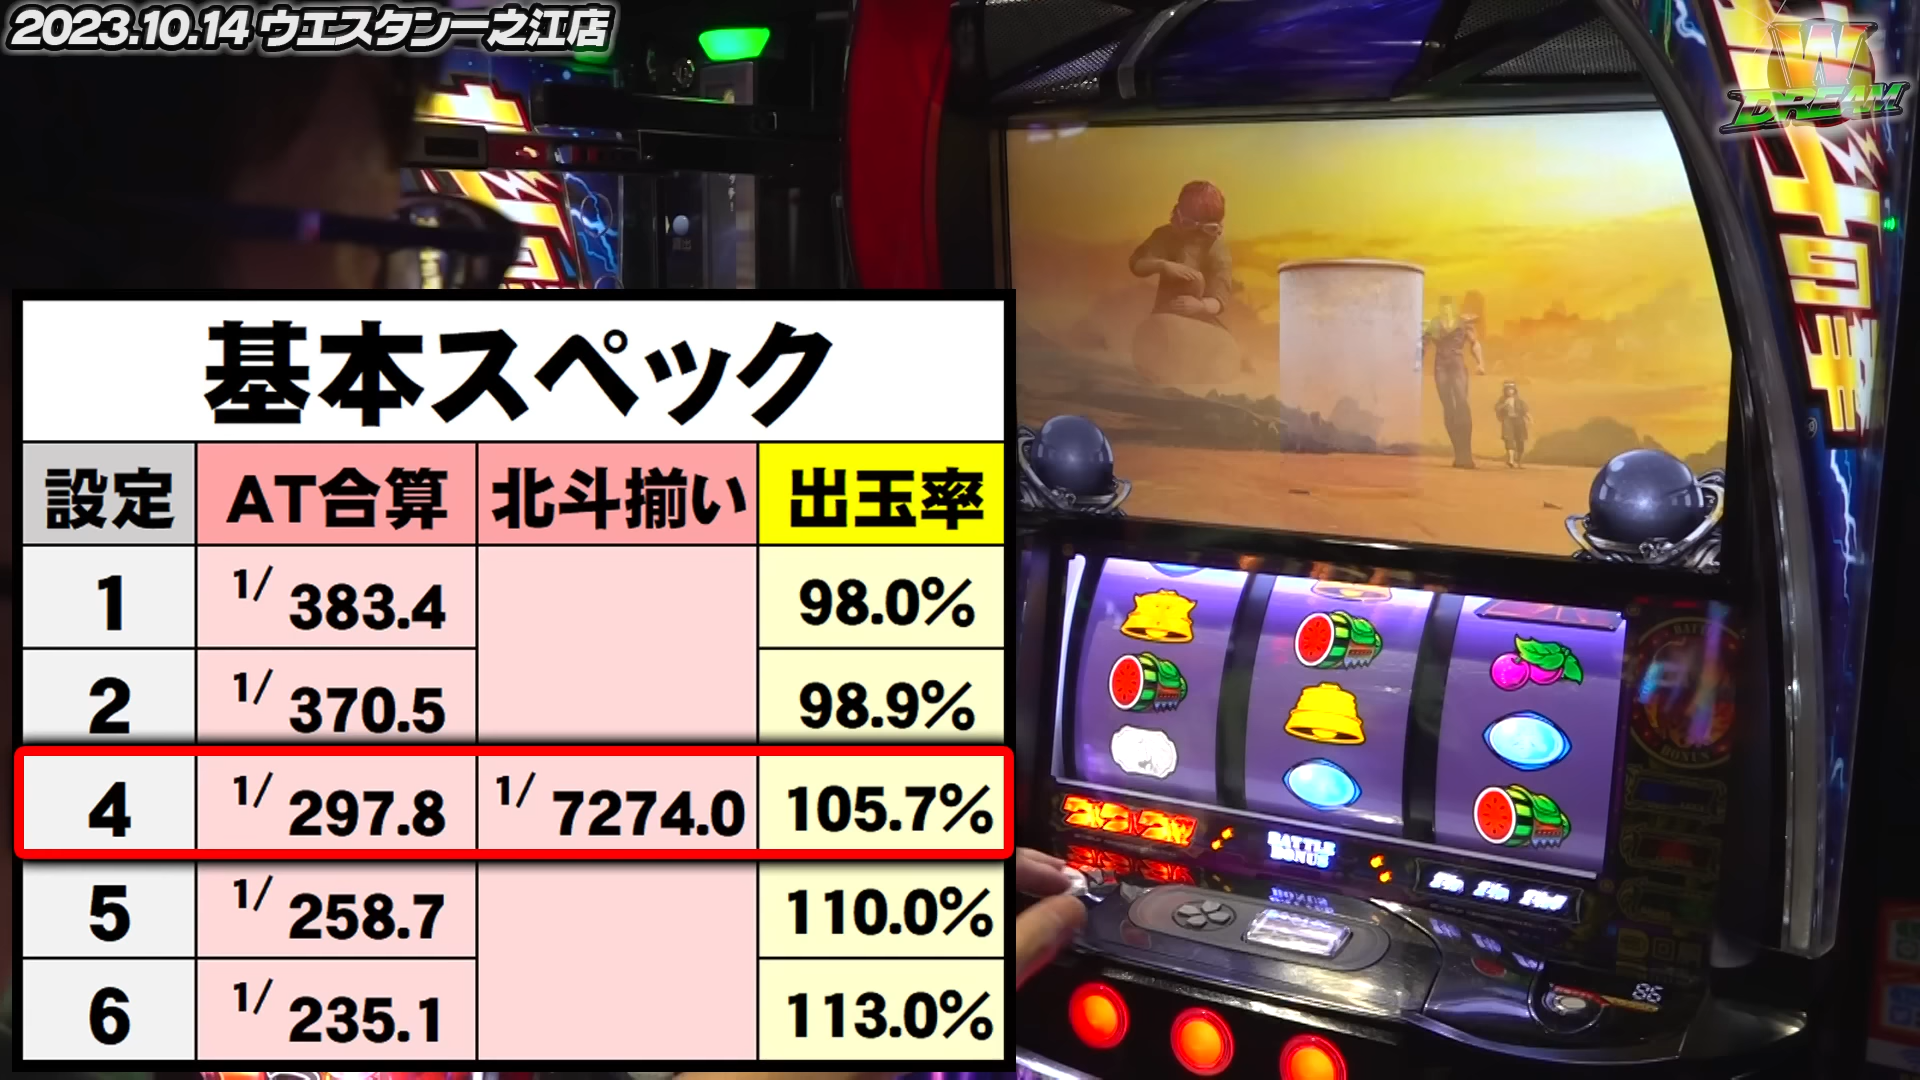 2023.10.14 ウエスタン一之江店
W
DREAM
基本スペック
設定 AT合算 北斗揃い 出玉率
1 1/383.4 98.0%
2 1/370.5 98.9%
4 1/297.8 1/7274.0 105.7%
5 1/258.7 110.0%
6 1/235.1 113.0%
BATTLE
BONUS